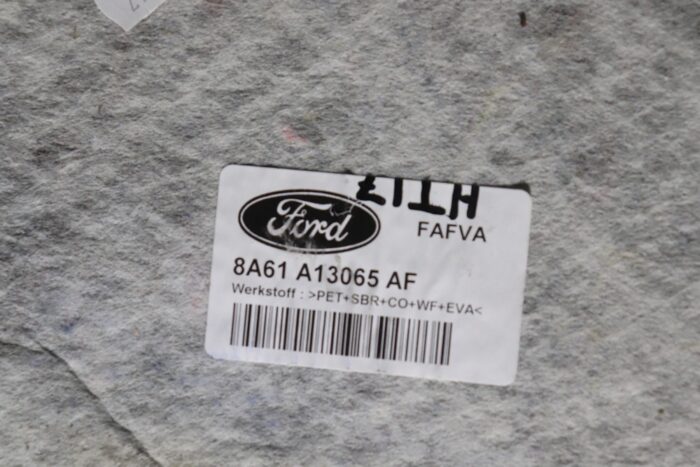 Ford
FAFVA
8A61 A13065 AF
Werkstoff : >PET+SBR+CO+WF+EVA<